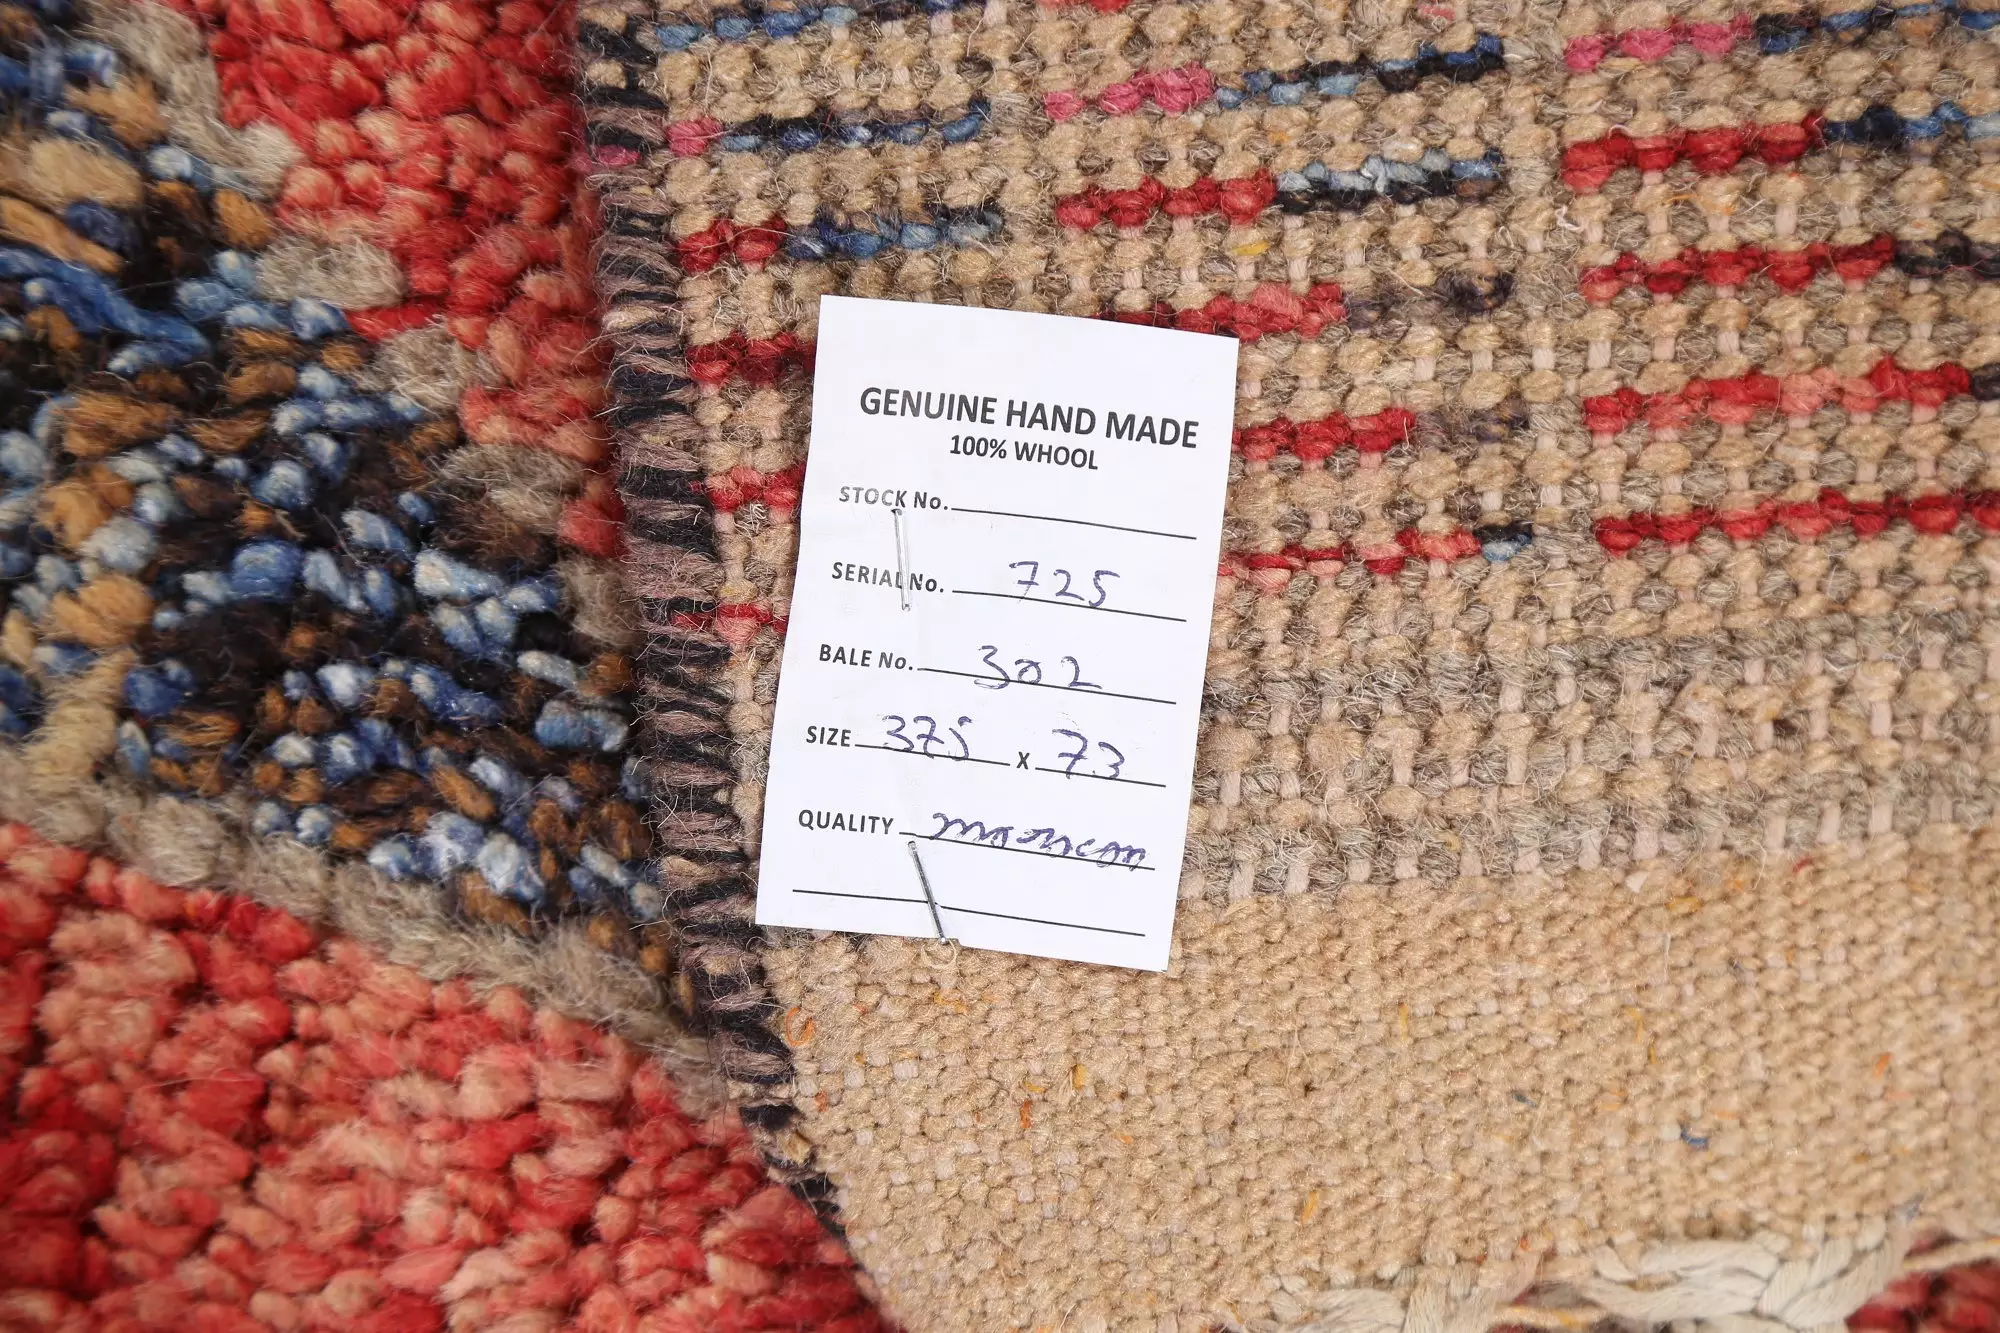 GENUINE HAND MADE
100% WHOOL
STOCK No.
SERIAL No. 725
BALE No. 302
SIZE 375 x 73
QUALITY